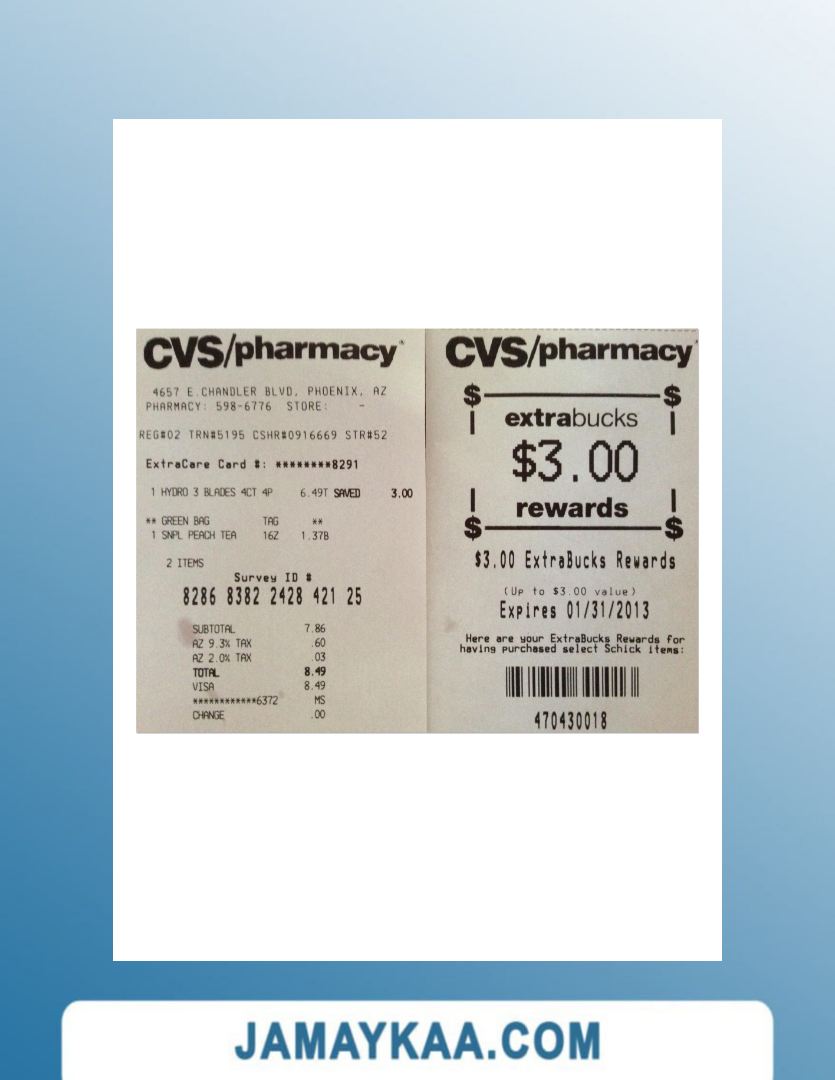 CVS/pharmacy®
4657 E.CHANDLER BLVD, PHOENIX, AZ
PHARMACY: 598-6776 STORE: -
REG#02 TRN#5195 CSHR#0916669 STR#52
ExtraCare Card #: ********8291
1 HYDRO 3 BLADES 4CT 4P 6.49T SAVED 3.00
** GREEN BAG TAG **
1 SNPL PEACH TEA 16Z 1.37B
2 ITEMS
Survey ID #
8286 8382 2428 421 25
SUBTOTAL 7.86
AZ 9.3% TAX .60
AZ 2.0% TAX .03
TOTAL 8.49
VISA 8.49
************6372 MS
CHANGE .00
CVS/pharmacy®
$ $
extrabucks
$3.00
rewards
$ $
$3.00 ExtraBucks Rewards
(Up to $3.00 value)
Expires 01/31/2013
Here are your ExtraBucks Rewards for
having purchased select Schick items:
470430018
JAMAYKAA.COM